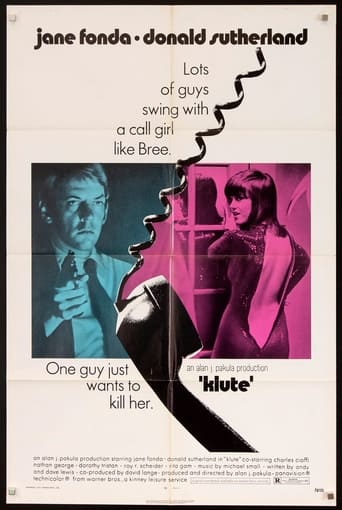 jane fonda · donald sutherland
Lots
of guys
swing with
a call girl
like Bree.
One guy just
wants to
kill her.
an alan j. pakula production
'klute'
an alan j. pakula production starring jane fonda · donald sutherland in "klute" co-starring charles cioffi
nathan george · dorothy tristan · roy r. scheider · rita gam · music by michael small · written by andy
and dave lewis · co-produced by david lange · produced and directed by alan j. pakula · panavision®
technicolor® from warner bros., a kinney leisure service
R